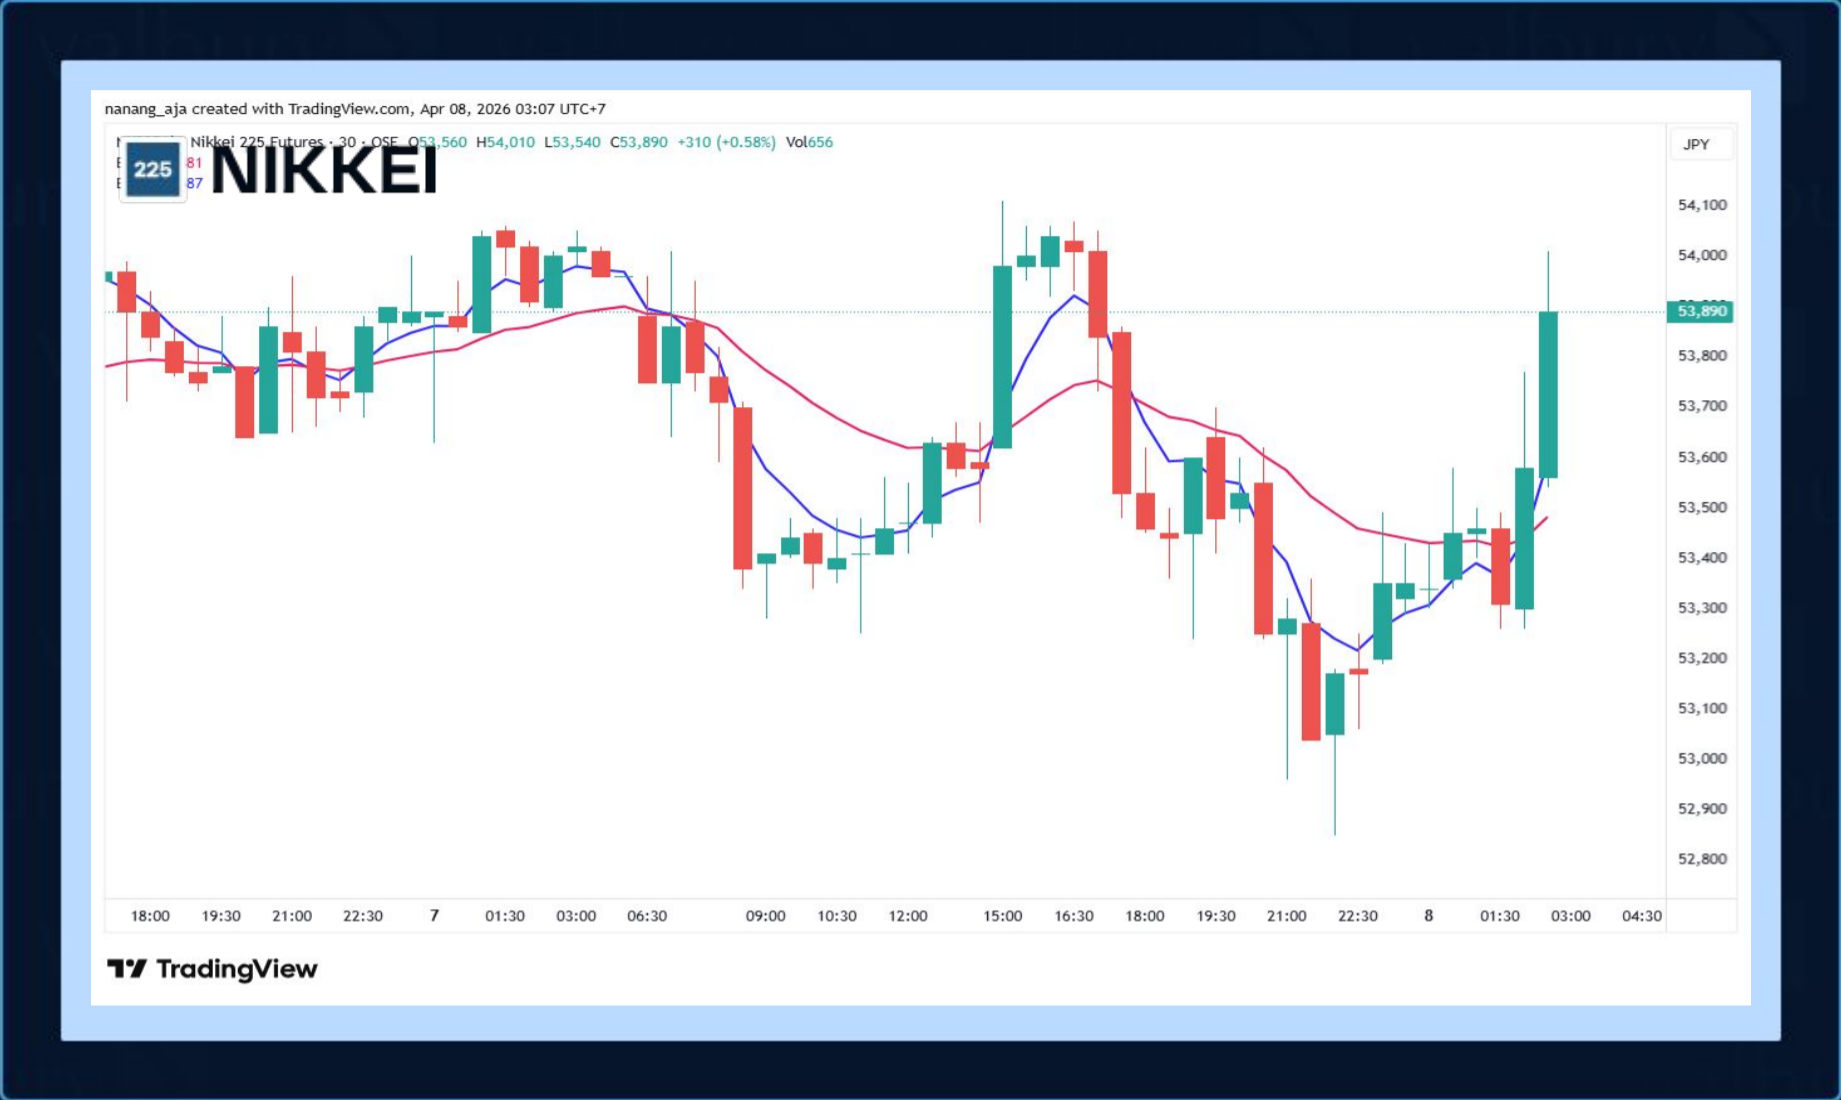 nanang_aja created with TradingView.com, Apr 08, 2026 03:07 UTC+7
Nikkei 225 Futures · 30 · OSE O53,560 H54,010 L53,540 C53,890 +310 (+0.58%) Vol656
81
87
225 NIKKEI
JPY
54,100
54,000
53,890
53,800
53,700
53,600
53,500
53,400
53,300
53,200
53,100
53,000
52,900
52,800
18:00 19:30 21:00 22:30 7 01:30 03:00 06:30 09:00 10:30 12:00 15:00 16:30 18:00 19:30 21:00 22:30 8 01:30 03:00 04:30
TradingView